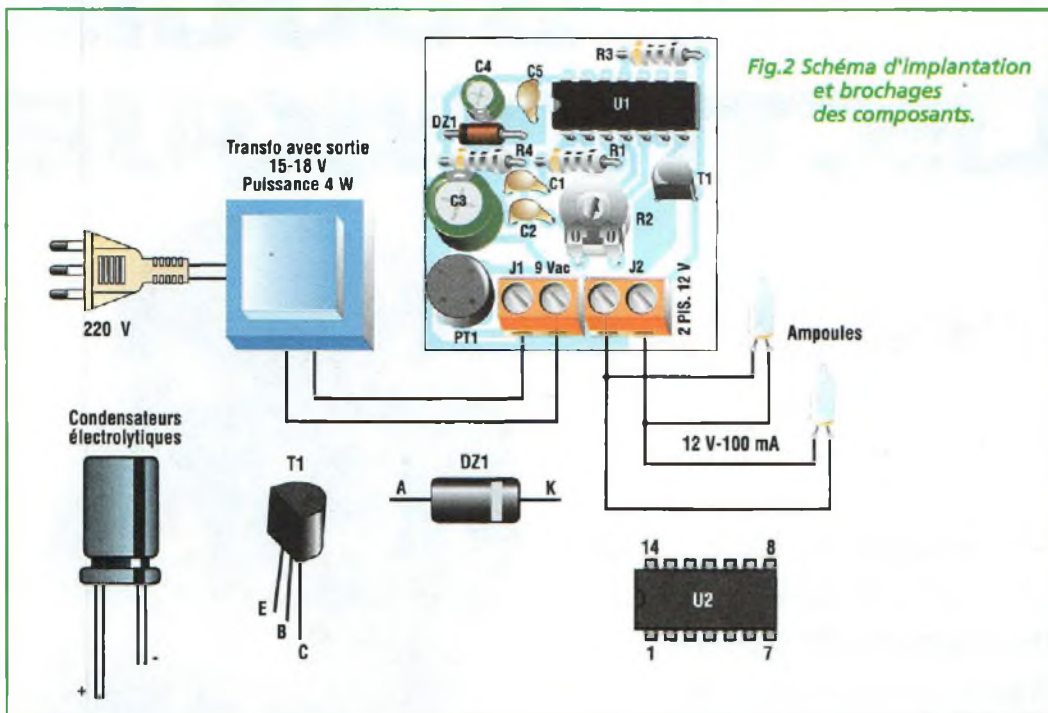 Fig.2 Schéma d'implantation
et brochages
des composants.
R3
C4
C5
U1
DZ1
R4
R1
T1
C1
C3
C2
R2
J1
9 Vac
J2
2 PIS. 12 V
PT1
Transfo avec sortie
15-18 V
Puissance 4 W
220 V
Ampoules
12 V-100 mA
Condensateurs
électrolytiques
+
-
T1
E
B
C
DZ1
A
K
14
8
U2
1
7